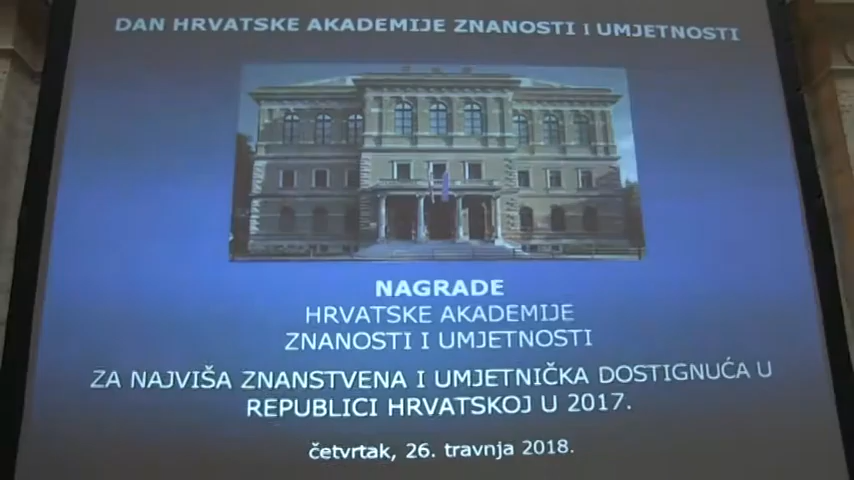 DAN HRVATSKE AKADEMIJE ZNANOSTI I UMJETNOSTI
NAGRADE
HRVATSKE AKADEMIJE
ZNANOSTI I UMJETNOSTI
ZA NAJVIŠA ZNANSTVENA I UMJETNIČKA DOSTIGNUĆA U
REPUBLICI HRVATSKOJ U 2017.
četvrtak, 26. travnja 2018.